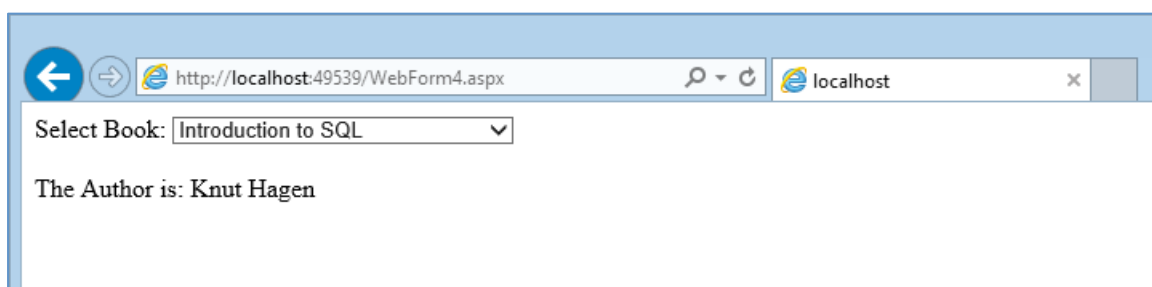 http://localhost:49539/WebForm4.aspx
localhost
Select Book: Introduction to SQL
The Author is: Knut Hagen